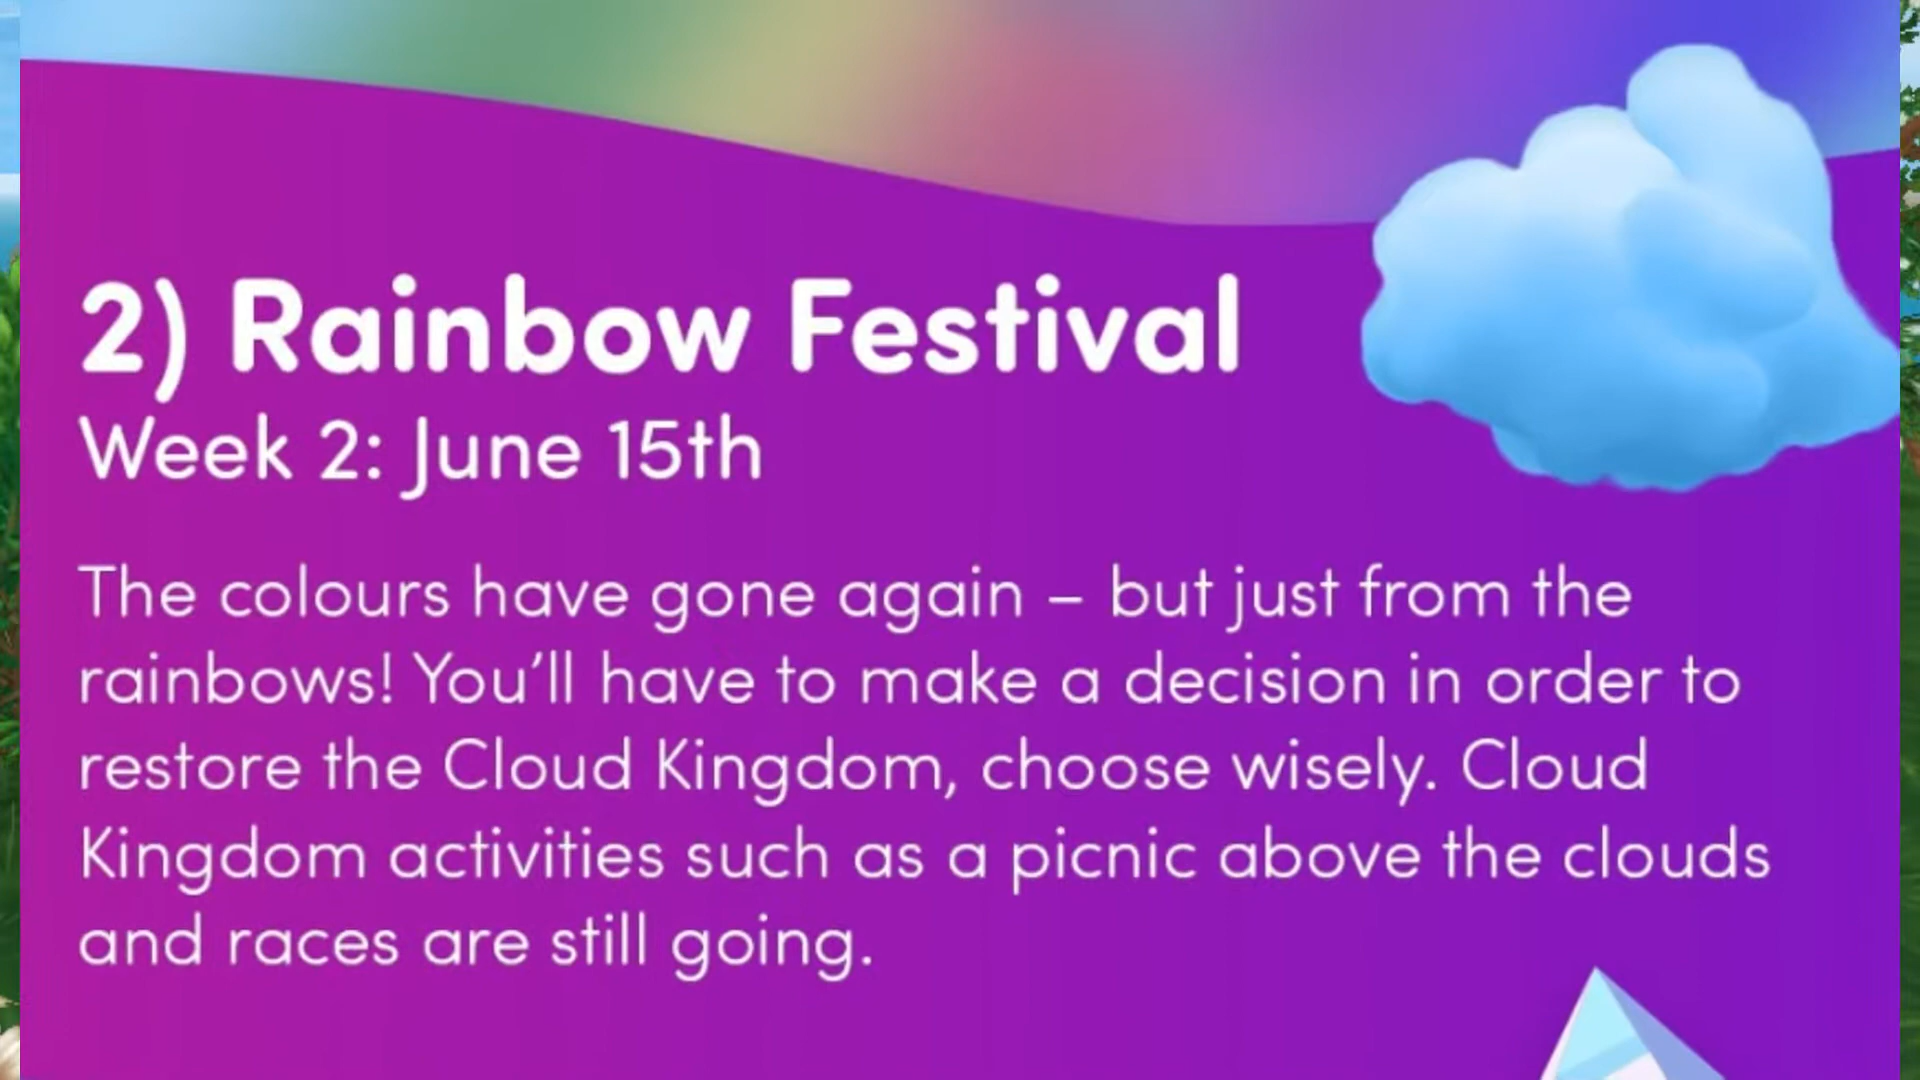 2) Rainbow Festival
Week 2: June 15th
The colours have gone again – but just from the
rainbows! You’ll have to make a decision in order to
restore the Cloud Kingdom, choose wisely. Cloud
Kingdom activities such as a picnic above the clouds
and races are still going.